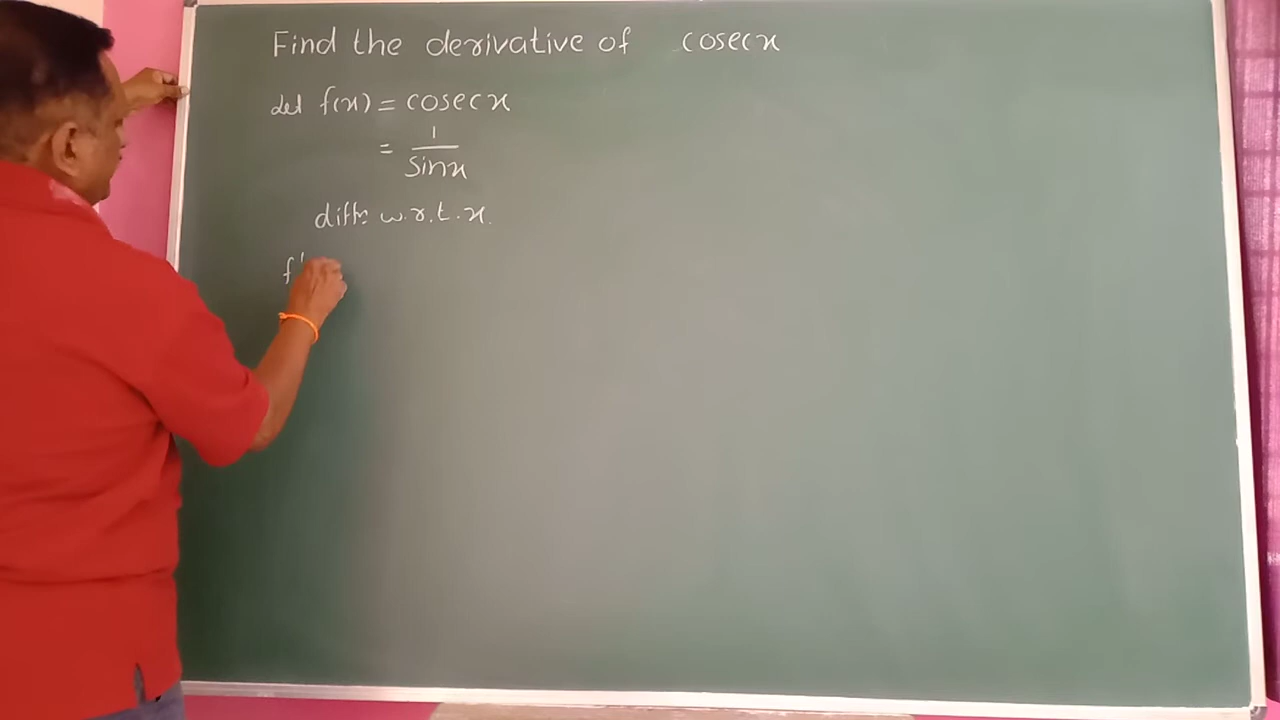 Find the derivative of cosecx
Let f(x) = cosecx
= 1
sinx
diff: w.r.t.x.
f'